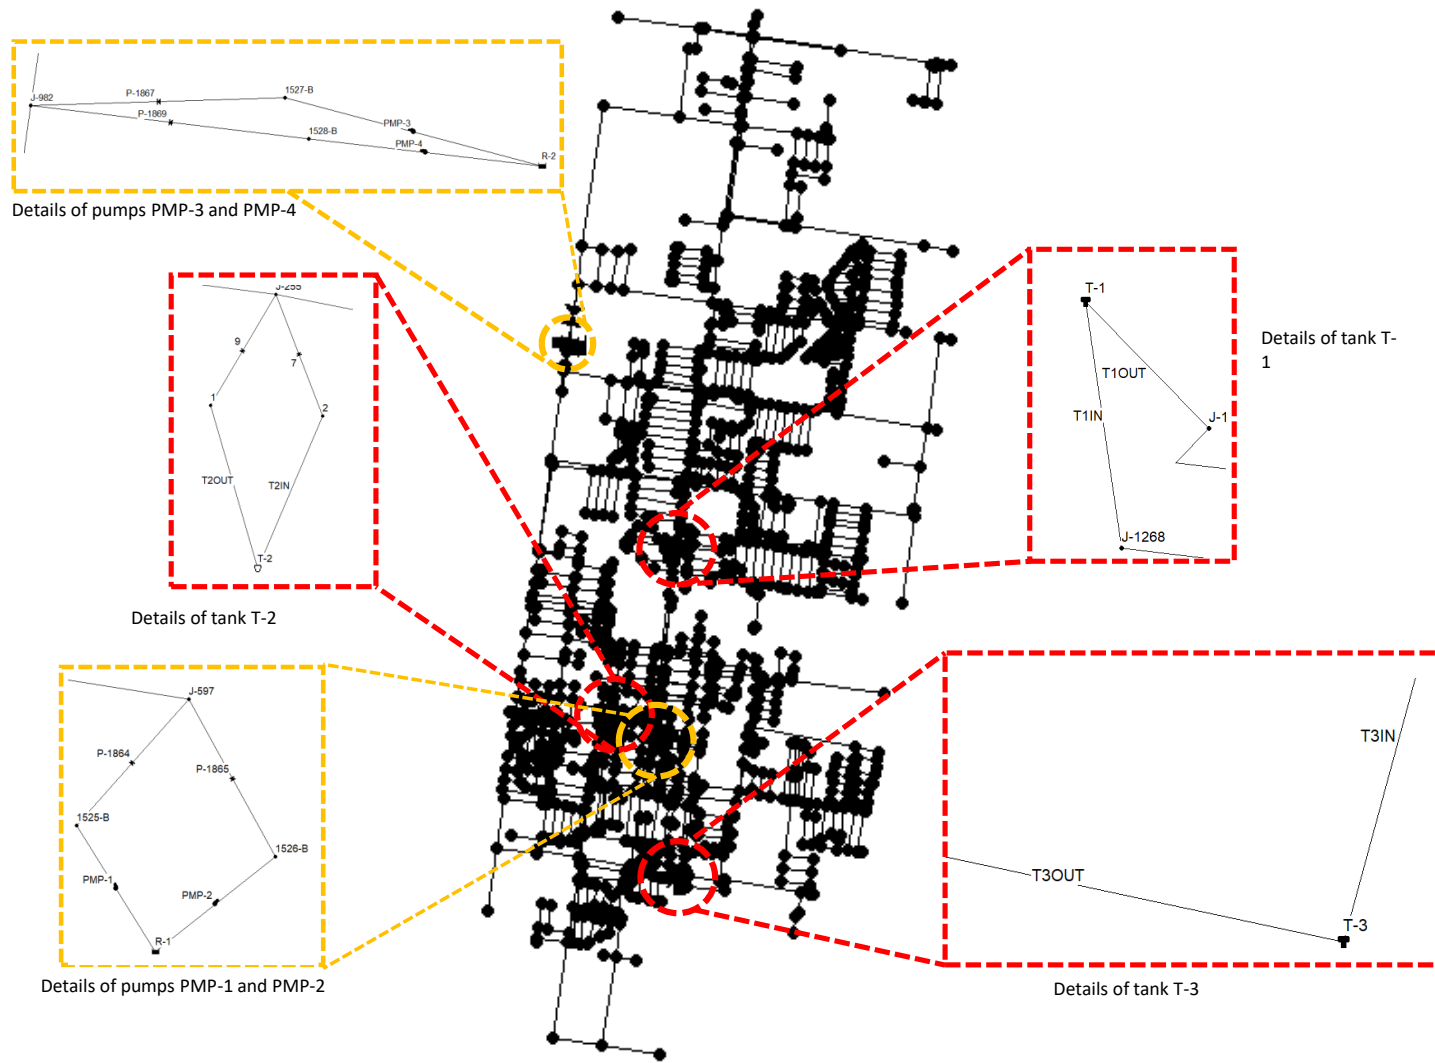 J-982
P-1867
1527-B
P-1869
1528-B
PMP-3
PMP-4
R-2
Details of pumps PMP-3 and PMP-4
J-255
9
7
1
2
T2OUT
T2IN
T-2
Details of tank T-2
T-1
T1OUT
T1IN
J-1
J-1268
Details of tank T-
1
J-597
P-1864
P-1865
1525-B
1526-B
PMP-1
PMP-2
R-1
Details of pumps PMP-1 and PMP-2
T3IN
T3OUT
T-3
Details of tank T-3